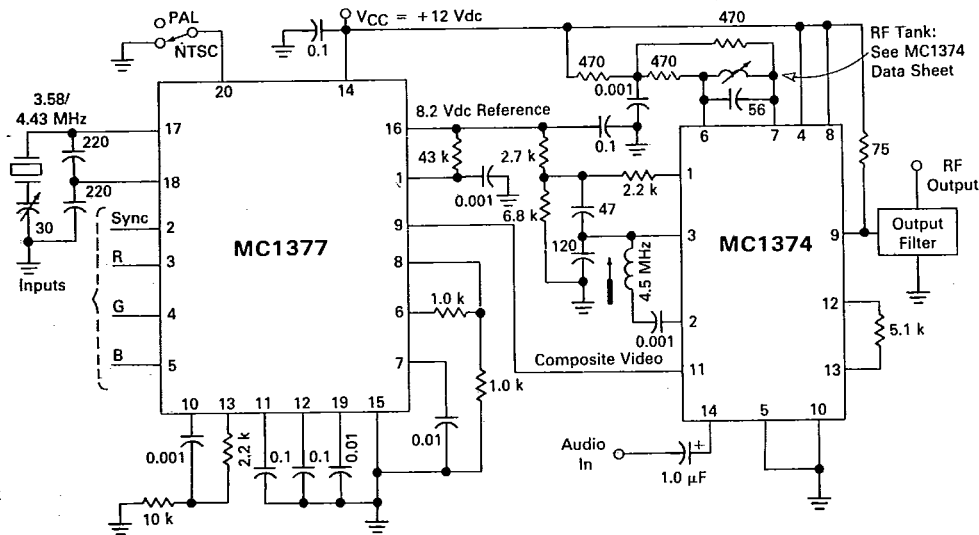 PAL
NTSC
VCC = +12 Vdc
0.1
470
RF Tank:
See MC1374
Data Sheet
20
14
470
470
0.001
56
3.58/
4.43 MHz
220
17
18
220
30
Inputs
Sync
R
G
B
2
3
4
5
MC1377
16
1
9
8
6
7
8.2 Vdc Reference
43 k
0.001
2.7 k
0.1
6.8 k
2.2 k
47
120
4.5 MHz
0.001
1.0 k
1.0 k
0.01
Composite Video
6
7
4
8
1
3
2
11
MC1374
9
12
13
75
RF
Output
Output
Filter
5.1 k
10
13
11
12
19
15
0.001
2.2 k
0.1
0.1
0.01
10 k
14
5
10
Audio
In
+
1.0 µF